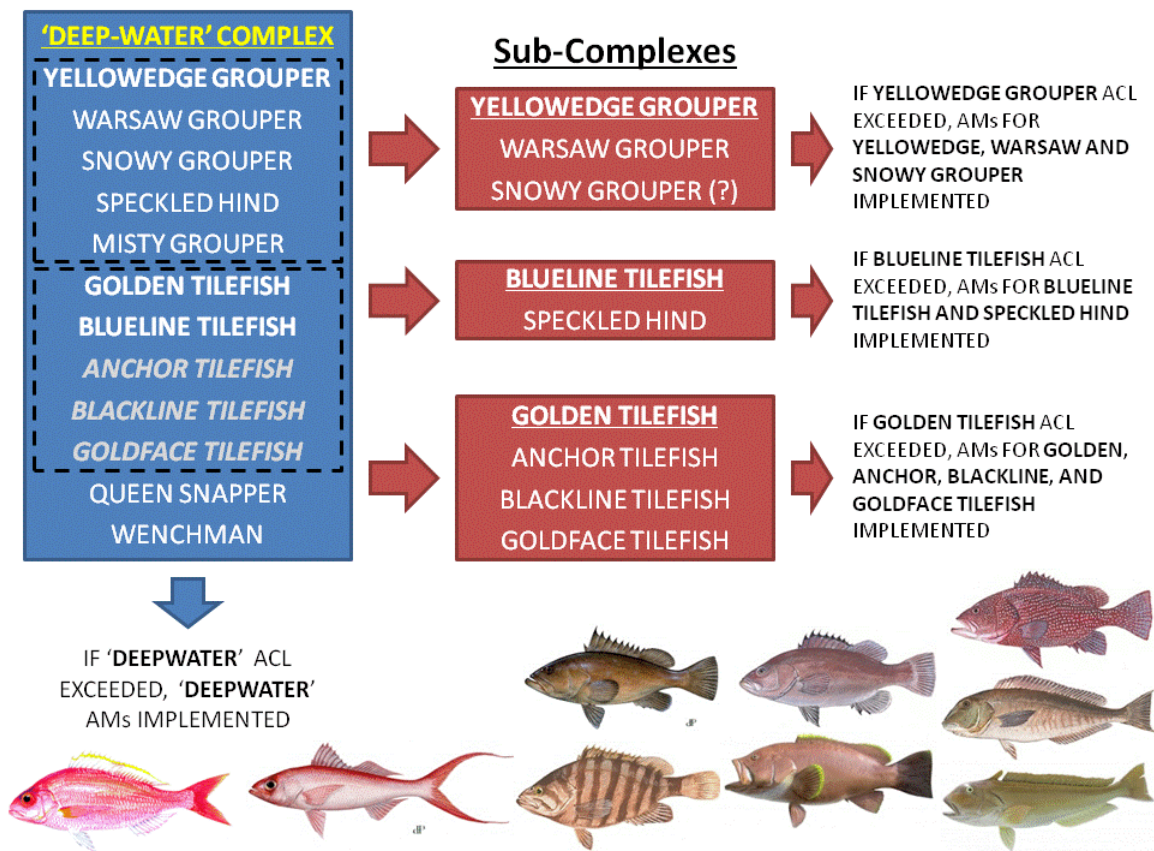 ‘DEEP-WATER’ COMPLEX
YELLOWEDGE GROUPER
WARSAW GROUPER
SNOWY GROUPER
SPECKLED HIND
MISTY GROUPER
GOLDEN TILEFISH
BLUELINE TILEFISH
ANCHOR TILEFISH
BLACKLINE TILEFISH
GOLDFACE TILEFISH
QUEEN SNAPPER
WENCHMAN
IF ‘DEEPWATER’ ACL
EXCEEDED, ‘DEEPWATER’
AMs IMPLEMENTED
Sub-Complexes
YELLOWEDGE GROUPER
WARSAW GROUPER
SNOWY GROUPER (?)
IF YELLOWEDGE GROUPER ACL
EXCEEDED, AMs FOR
YELLOWEDGE, WARSAW AND
SNOWY GROUPER
IMPLEMENTED
BLUELINE TILEFISH
SPECKLED HIND
IF BLUELINE TILEFISH ACL
EXCEEDED, AMs FOR BLUELINE
TILEFISH AND SPECKLED HIND
IMPLEMENTED
GOLDEN TILEFISH
ANCHOR TILEFISH
BLACKLINE TILEFISH
GOLDFACE TILEFISH
IF GOLDEN TILEFISH ACL
EXCEEDED, AMs FOR GOLDEN,
ANCHOR, BLACKLINE, AND
GOLDFACE TILEFISH
IMPLEMENTED